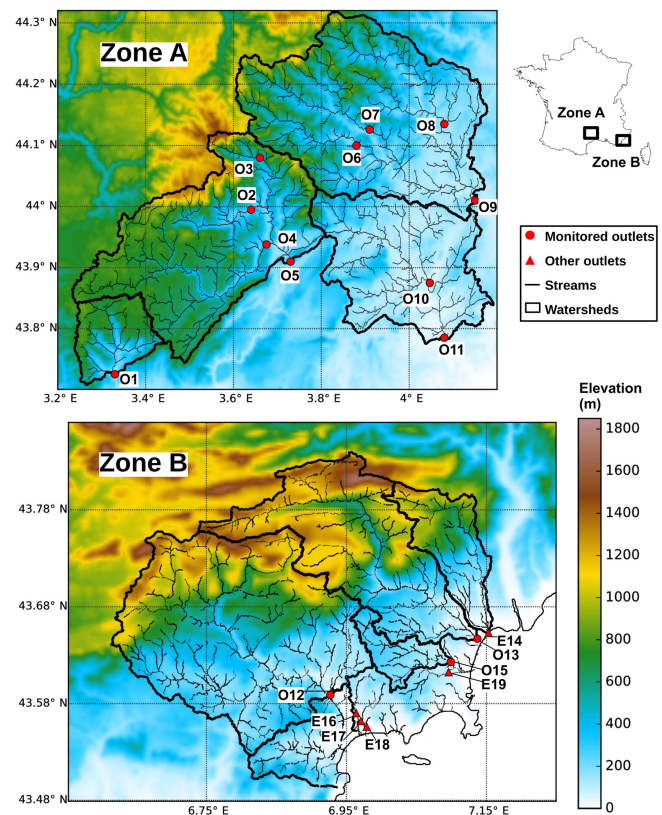 44.3° N
44.2° N
44.1° N
44° N
43.9° N
43.8° N
3.2° E
3.4° E
3.6° E
3.8° E
4° E
Zone A
O7
O8
O6
O3
O2
O9
O4
O5
O10
O11
O1
Zone A
Zone B
Monitored outlets
Other outlets
Streams
Watersheds
Elevation
(m)
1800
1600
1400
1200
1000
800
600
400
200
0
Zone B
43.78° N
43.68° N
43.58° N
43.48° N
6.75° E
6.95° E
7.15° E
E14
O13
O15
E19
O12
E16
E17
E18